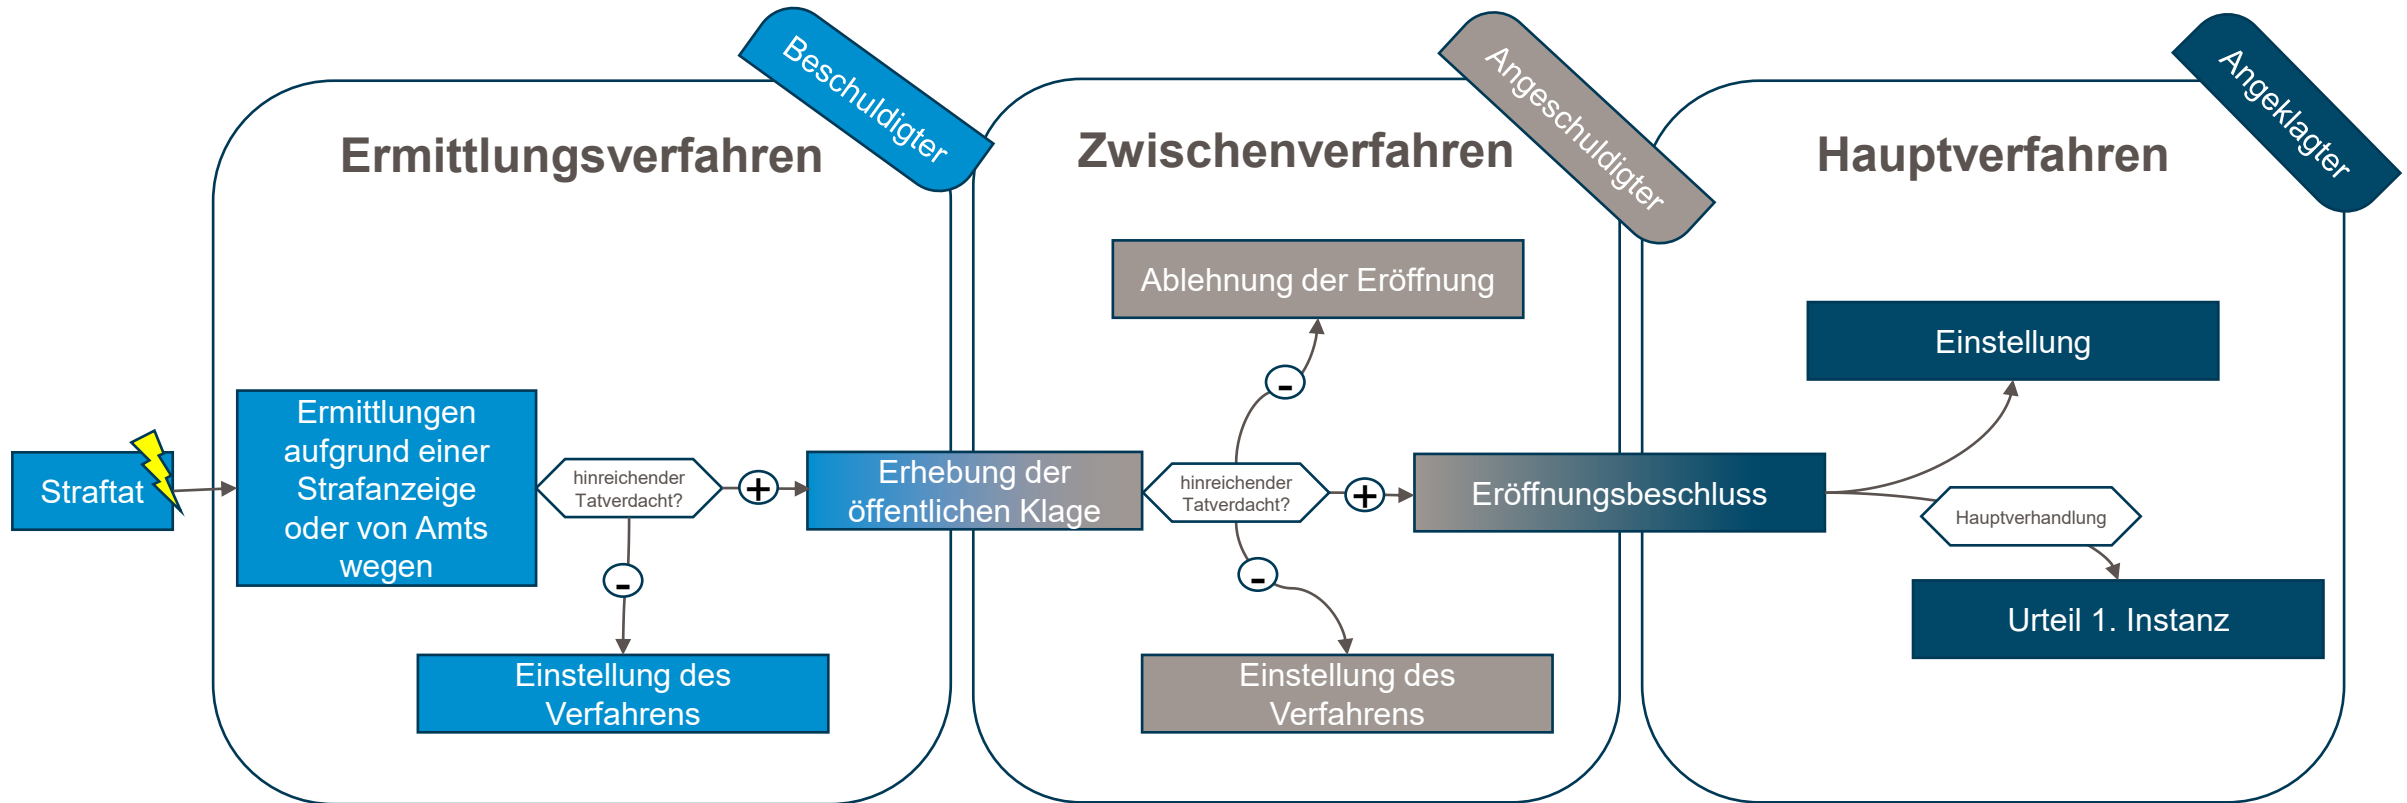 Beschuldigter
Angeschuldigter
Angeklagter
Ermittlungsverfahren
Zwischenverfahren
Hauptverfahren
Straftat
Ermittlungen
aufgrund einer
Strafanzeige
oder von Amts
wegen
hinreichender
Tatverdacht?
+
-
Einstellung des
Verfahrens
Erhebung der
öffentlichen Klage
hinreichender
Tatverdacht?
-
Ablehnung der Eröffnung
+
-
Einstellung des
Verfahrens
Eröffnungsbeschluss
Einstellung
Hauptverhandlung
Urteil 1. Instanz